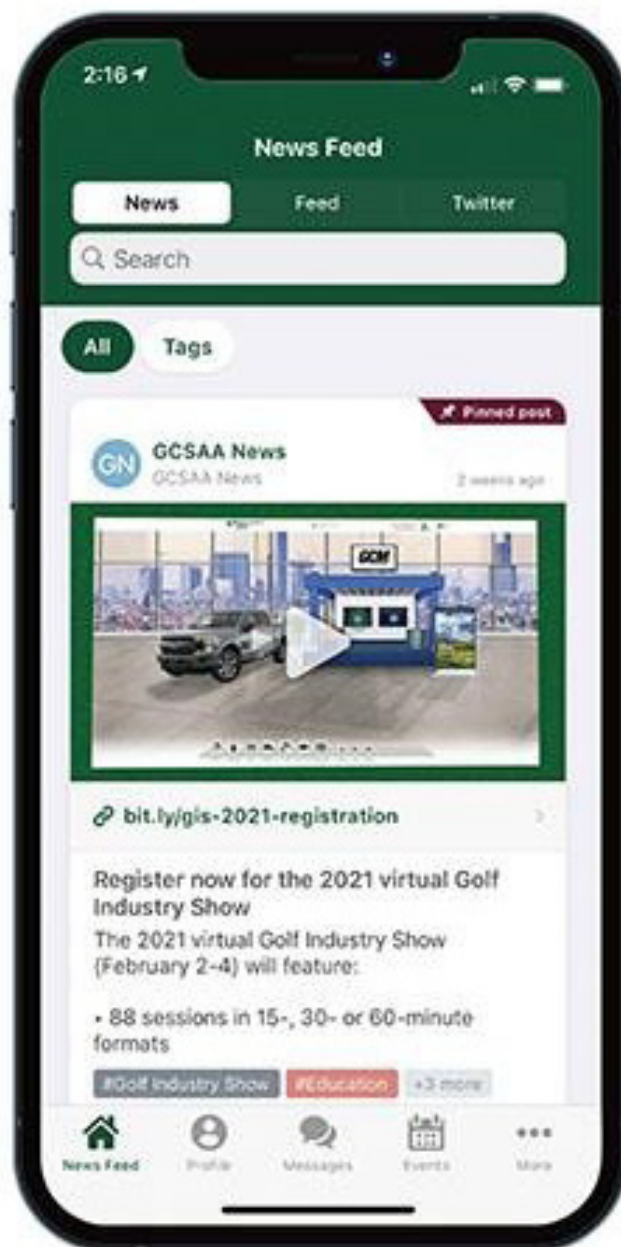 2:16
News Feed
News Feed Twitter
Search
All Tags
Pinned post
GN
GCSAA News
GCSAA News
2 weeks ago
GCM
bit.ly/gis-2021-registration
Register now for the 2021 virtual Golf
Industry Show
The 2021 virtual Golf Industry Show
(February 2-4) will feature:
• 88 sessions in 15-, 30- or 60-minute
formats
#Golf Industry Show #Education +3 more
News Feed Profile Messages Events More